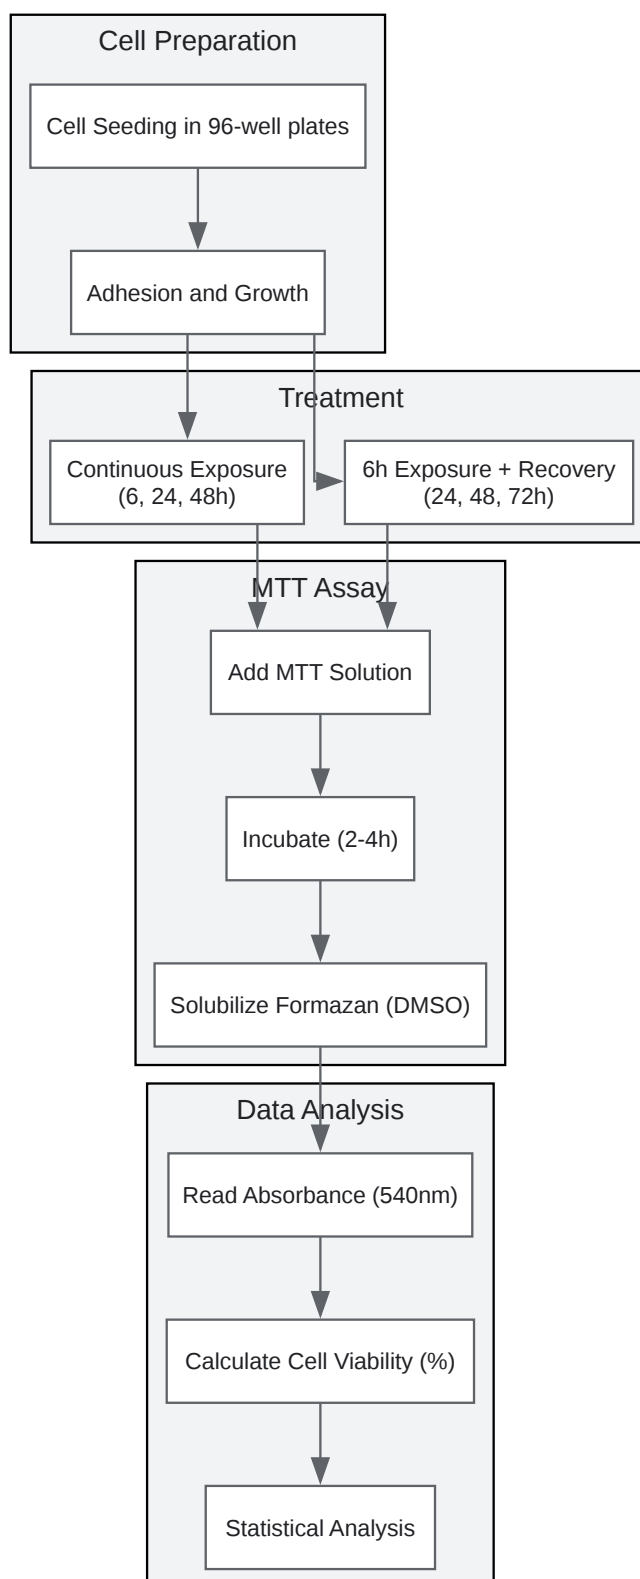 Cell Preparation
Cell Seeding in 96-well plates
Adhesion and Growth
Treatment
Continuous Exposure
(6, 24, 48h)
6h Exposure + Recovery
(24, 48, 72h)
MTT Assay
Add MTT Solution
Incubate (2-4h)
Solubilize Formazan (DMSO)
Data Analysis
Read Absorbance (540nm)
Calculate Cell Viability (%)
Statistical Analysis